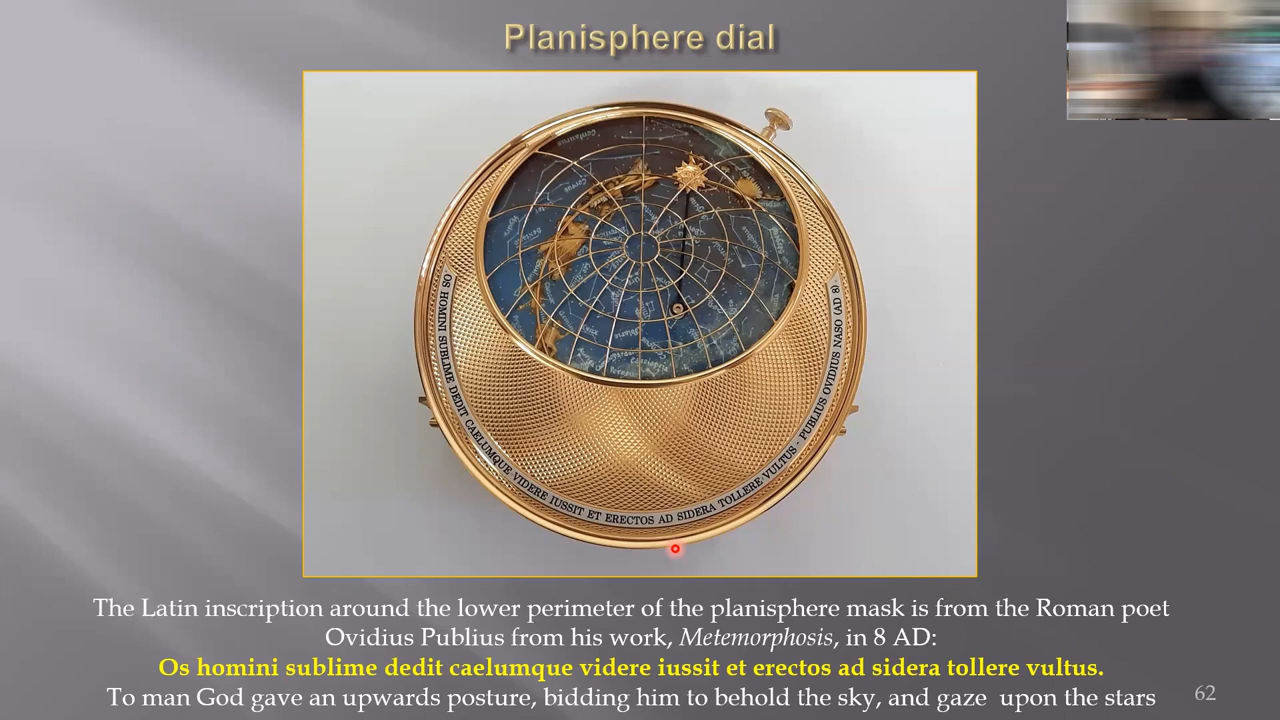 Planisphere dial
Centaurus
Corvus
OS HOMINI SUBLIME DEDIT CAELUMQUE VIDERE IUSSIT ET ERECTOS AD SIDERA TOLLERE VULTUS · PUBLIUS OVIDIUS NASO (AD 8)
The Latin inscription around the lower perimeter of the planisphere mask is from the Roman poet
Ovidius Publius from his work, Metemorphosis, in 8 AD:
Os homini sublime dedit caelumque videre iussit et erectos ad sidera tollere vultus.
To man God gave an upwards posture, bidding him to behold the sky, and gaze upon the stars
62